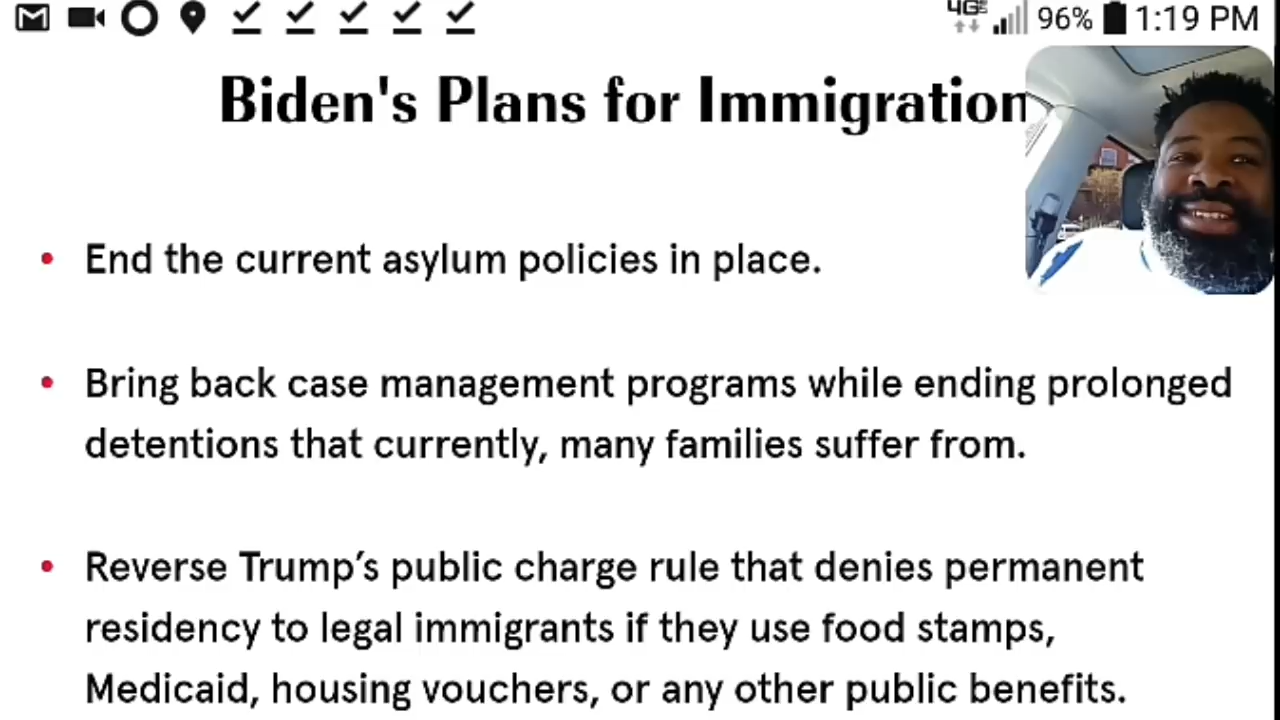 4G 96% 1:19 PM
Biden's Plans for Immigration
• End the current asylum policies in place.
• Bring back case management programs while ending prolonged
detentions that currently, many families suffer from.
• Reverse Trump’s public charge rule that denies permanent
residency to legal immigrants if they use food stamps,
Medicaid, housing vouchers, or any other public benefits.